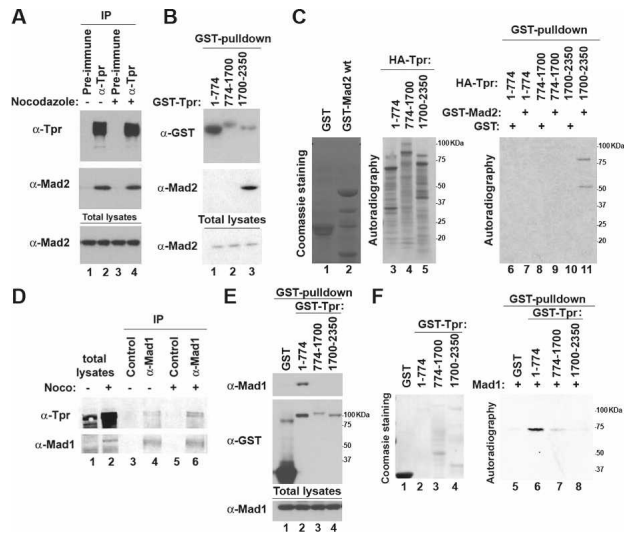 A
IP
Pre-immune
α-Tpr
Pre-immune
α-Tpr
Nocodazole: - - + +
α-Tpr
α-Mad2
Total lysates
α-Mad2
1 2 3 4
B
GST-pulldown
GST-Tpr:
1-774
774-1700
1700-2350
α-GST
α-Mad2
Total lysates
α-Mad2
1 2 3
C
GST
GST-Mad2 wt
Coomassie staining
1 2
HA-Tpr:
1-774
774-1700
1700-2350
Autoradiography
100KDa
75
50
37
25
20
3 4 5
GST-pulldown
HA-Tpr:
1-774
1-774
774-1700
774-1700
1700-2350
1700-2350
GST-Mad2: + + +
GST: + + +
Autoradiography
100KDa
75
50
37
25
20
6 7 8 9 10 11
D
IP
total
lysates
Control
α-Mad1
Control
α-Mad1
Noco: - + - - + +
α-Tpr
α-Mad1
1 2 3 4 5 6
E
GST-pulldown
GST-Tpr:
GST
1-774
774-1700
1700-2350
α-Mad1
α-GST
100KDa
75
50
37
Total lysates
α-Mad1
1 2 3 4
F
GST-Tpr:
GST
1-774
774-1700
1700-2350
Coomasie staining
100KDa
75
50
37
1 2 3 4
GST-pulldown
GST-Tpr:
GST
1-774
774-1700
1700-2350
Mad1: + + + +
Autoradiography
100KDa
75
50
37
5 6 7 8